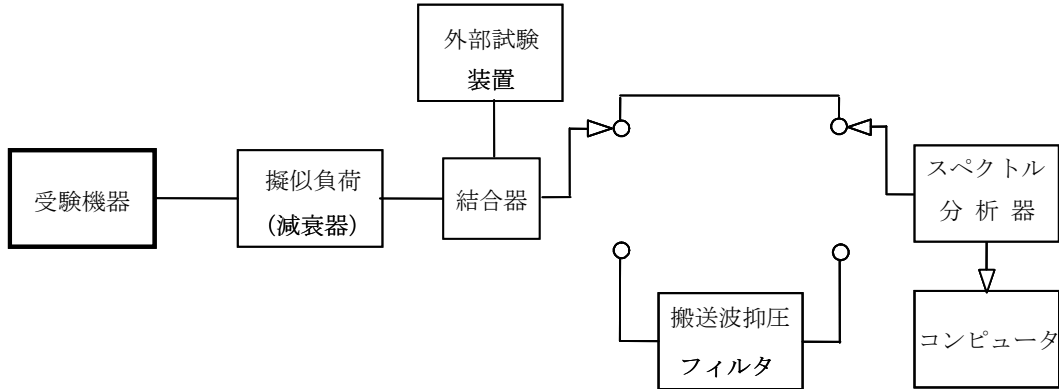 外部試験
装置
受験機器
擬似負荷
(減衰器)
結合器
スペクトル
分 析 器
搬送波抑圧
フィルタ
コンピュータ